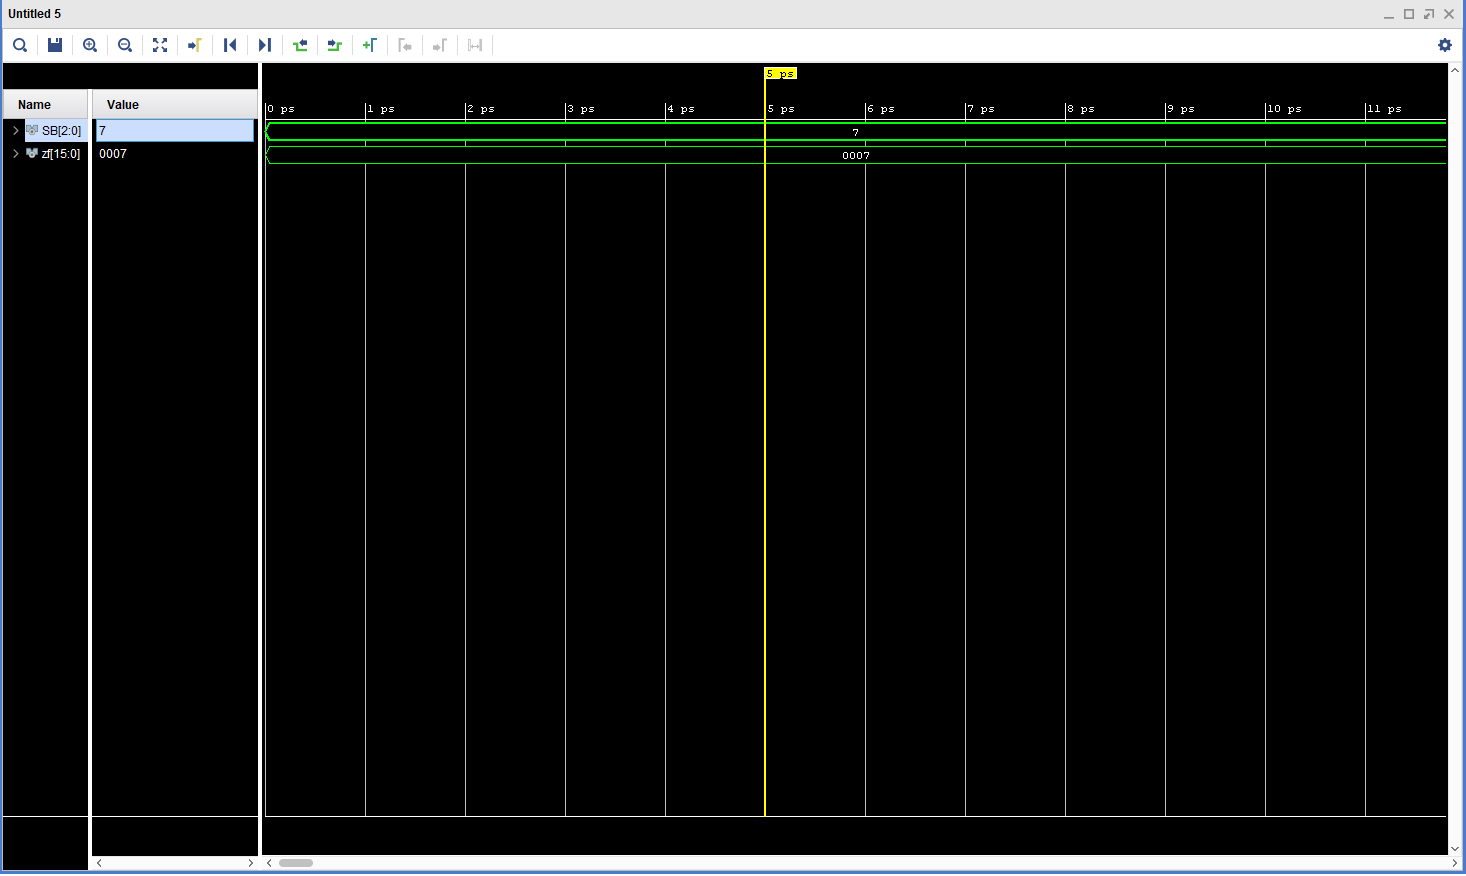 Untitled 5
5 ps
Name Value
0 ps 1 ps 2 ps 3 ps 4 ps 5 ps 6 ps 7 ps 8 ps 9 ps 10 ps 11 ps
SB[2:0] 7 7
zf[15:0] 0007 0007